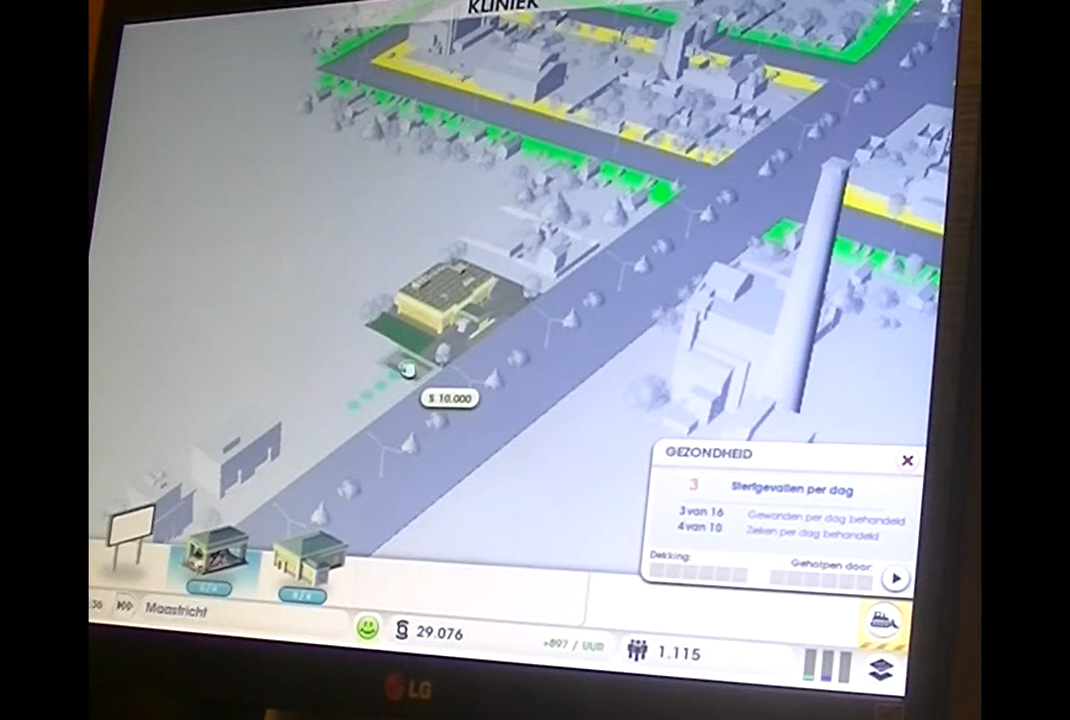 KLINIEK
$ 10.000
GEZONDHEID
3 Sterfgevallen per dag
3 van 16 Gewonden per dag behandeld
4 van 10 Zieken per dag behandeld
Dekking:
Geholpen door:
Maastricht
29.076
+897 / UUR
1.115
LG